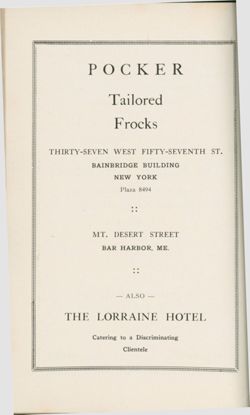 POCKER
Tailored
Frocks
THIRTY-SEVEN WEST FIFTY-SEVENTH ST.
BAINBRIDGE BUILDING
NEW YORK
Plaza 8494
::
MT. DESERT STREET
BAR HARBOR, ME.
::
— ALSO —
THE LORRAINE HOTEL
Catering to a Discriminating
Clientele